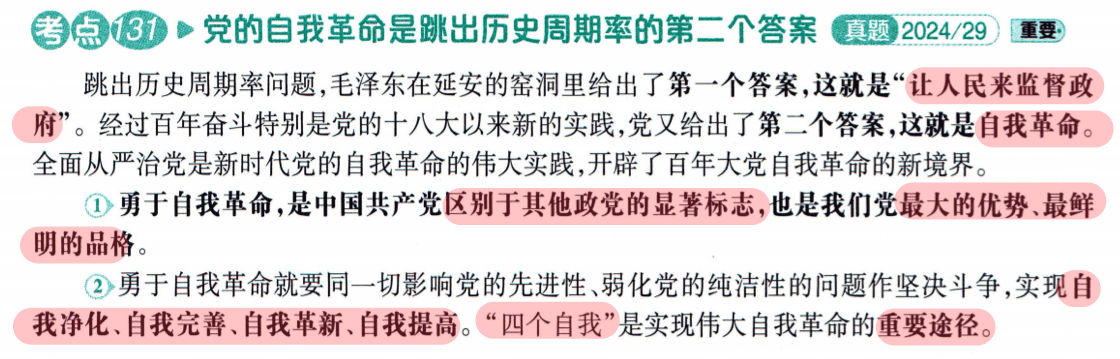 考点131 ▶ 党的自我革命是跳出历史周期率的第二个答案 真题 2024/29 重要
跳出历史周期率问题,毛泽东在延安的窑洞里给出了第一个答案,这就是“让人民来监督政
府”。经过百年奋斗特别是党的十八大以来新的实践,党又给出了第二个答案,这就是自我革命。
全面从严治党是新时代党的自我革命的伟大实践,开辟了百年大党自我革命的新境界。
①勇于自我革命,是中国共产党区别于其他政党的显著标志,也是我们党最大的优势、最鲜
明的品格。
②勇于自我革命就要同一切影响党的先进性、弱化党的纯洁性的问题作坚决斗争,实现自
我净化、自我完善、自我革新、自我提高。“四个自我”是实现伟大自我革命的重要途径。